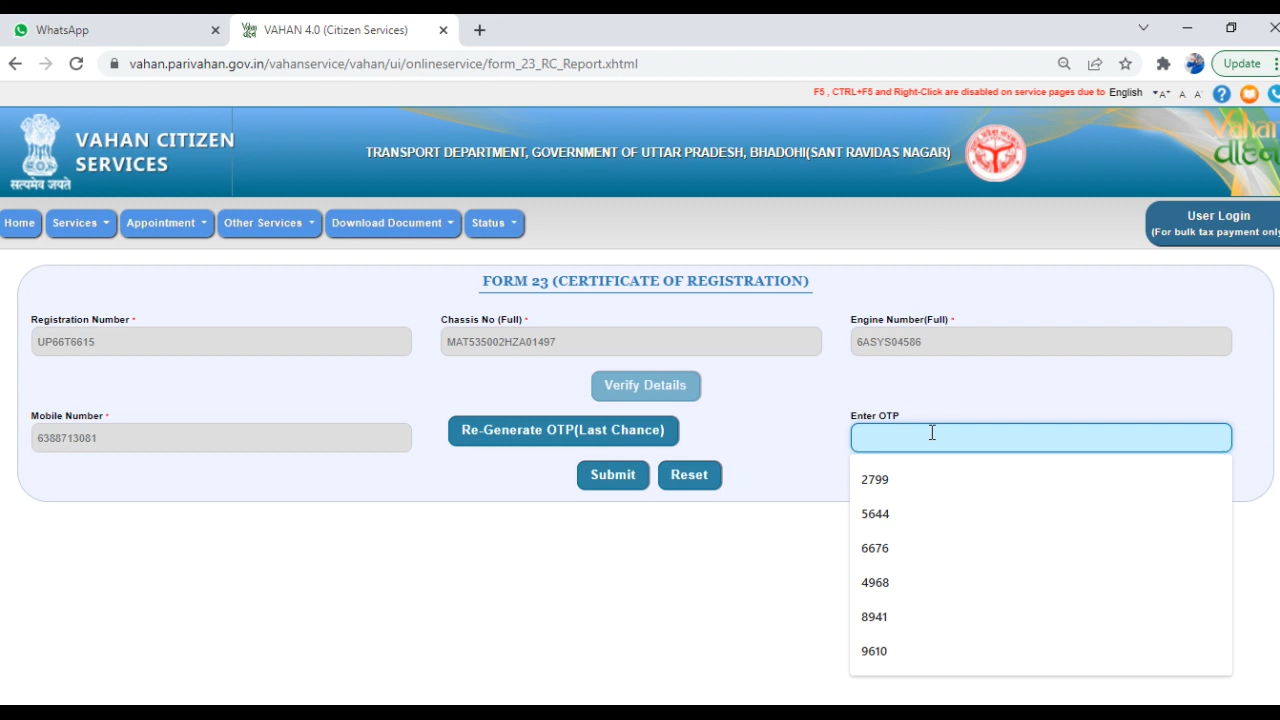 WhatsApp
VAHAN 4.0 (Citizen Services)
vahan.parivahan.gov.in/vahanservice/vahan/ui/onlineservice/form_23_RC_Report.xhtml
Update
F5 , CTRL+F5 and Right-Click are disabled on service pages due to English A+ A A-
VAHAN CITIZEN
SERVICES
सत्यमेव जयते
TRANSPORT DEPARTMENT, GOVERNMENT OF UTTAR PRADESH, BHADOHI(SANT RAVIDAS NAGAR)
Vahan
Home Services Appointment Other Services Download Document Status
User Login
(For bulk tax payment only
FORM 23 (CERTIFICATE OF REGISTRATION)
Registration Number * Chassis No (Full) * Engine Number(Full) *
UP66T6615 MAT535002HZA01497 6ASYS04586
Verify Details
Mobile Number * Enter OTP
6388713081 Re-Generate OTP(Last Chance)
Submit Reset
2799
5644
6676
4968
8941
9610